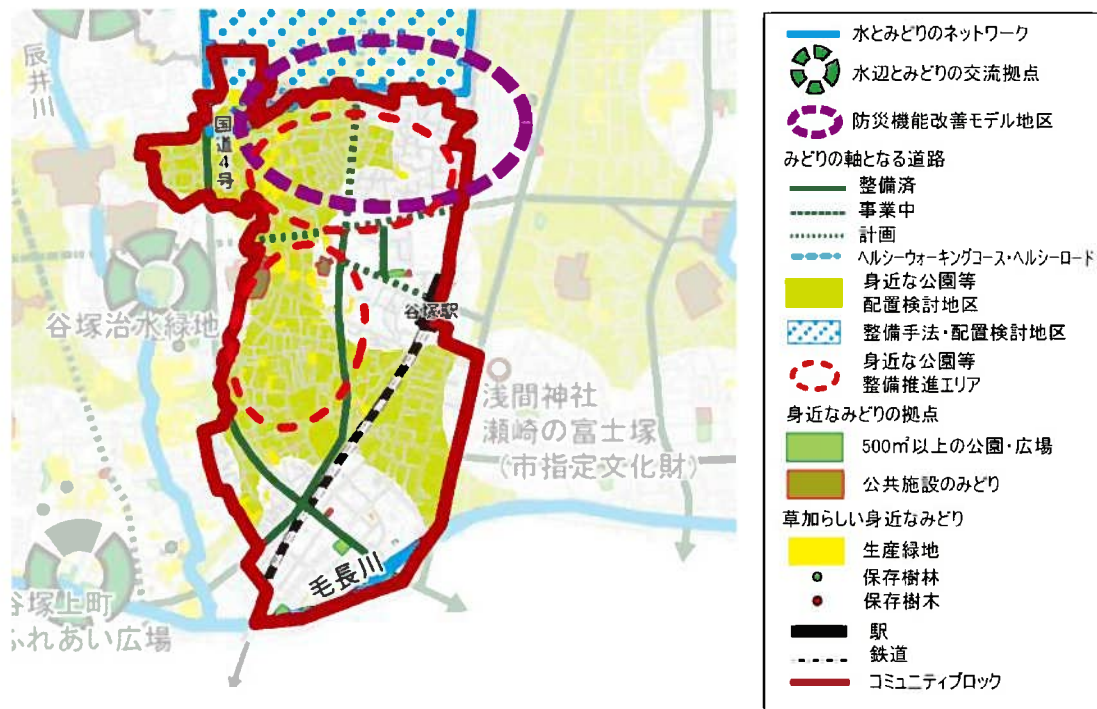 辰井川
国道4号
谷塚治水緑地
谷塚駅
浅間神社
瀬崎の富士塚
(市指定文化財)
毛長川
谷塚上町
ふれあい広場
水とみどりのネットワーク
水辺とみどりの交流拠点
防災機能改善モデル地区
みどりの軸となる道路
整備済
事業中
計画
ヘルシーウォーキングコース・ヘルシーロード
身近な公園等
配置検討地区
整備手法・配置検討地区
身近な公園等
整備推進エリア
身近なみどりの拠点
500㎡以上の公園・広場
公共施設のみどり
草加らしい身近なみどり
生産緑地
保存樹林
保存樹木
駅
鉄道
コミュニティブロック